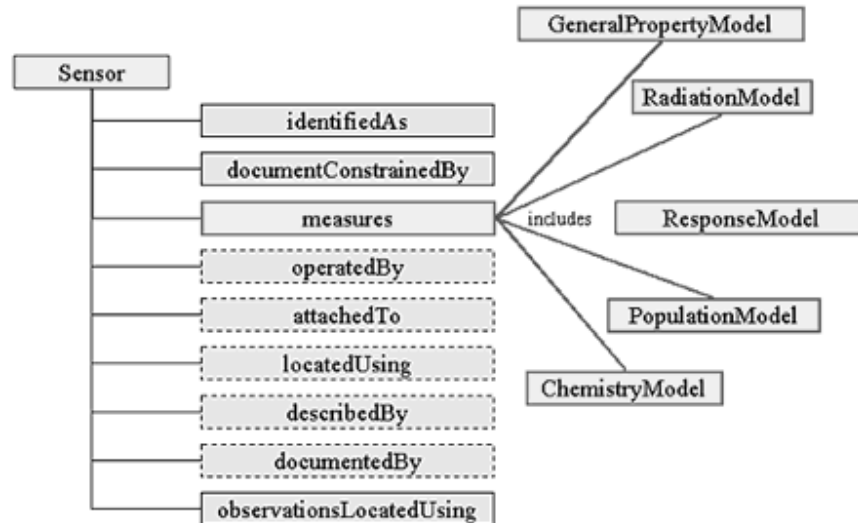 GeneralPropertyModel
Sensor
RadiationModel
identifiedAs
documentConstrainedBy
measures
includes
ResponseModel
operatedBy
attachedTo
PopulationModel
locatedUsing
ChemistryModel
describedBy
documentedBy
observationsLocatedUsing